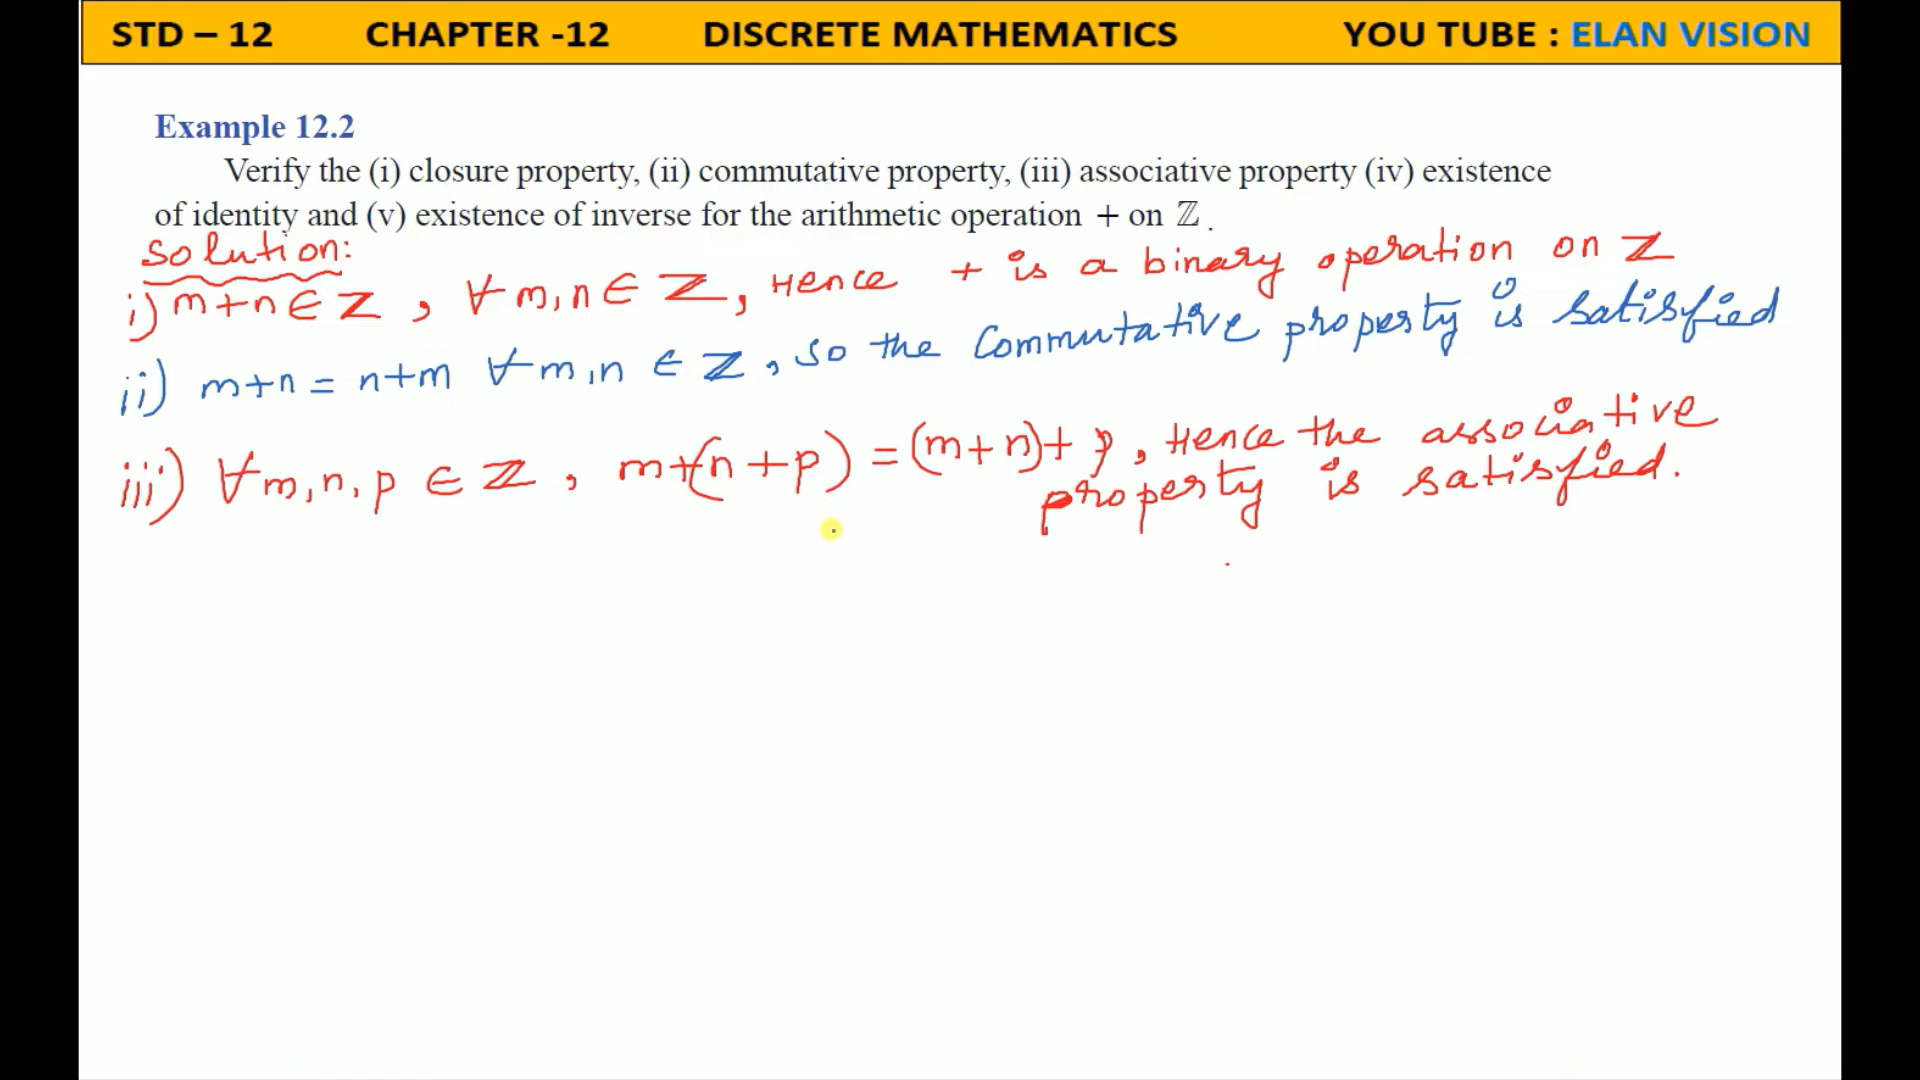 STD – 12 CHAPTER -12 DISCRETE MATHEMATICS YOU TUBE : ELAN VISION
Example 12.2
Verify the (i) closure property, (ii) commutative property, (iii) associative property (iv) existence
of identity and (v) existence of inverse for the arithmetic operation + on ℤ .
Solution:
i) m+n ∈ ℤ , ∀ m,n ∈ ℤ, Hence + is a binary operation on ℤ
ii) m+n = n+m ∀ m,n ∈ ℤ, so the Commutative property is satisfied
iii) ∀ m,n,p ∈ ℤ, m+(n+p) = (m+n)+p, Hence the associative
property is satisfied.